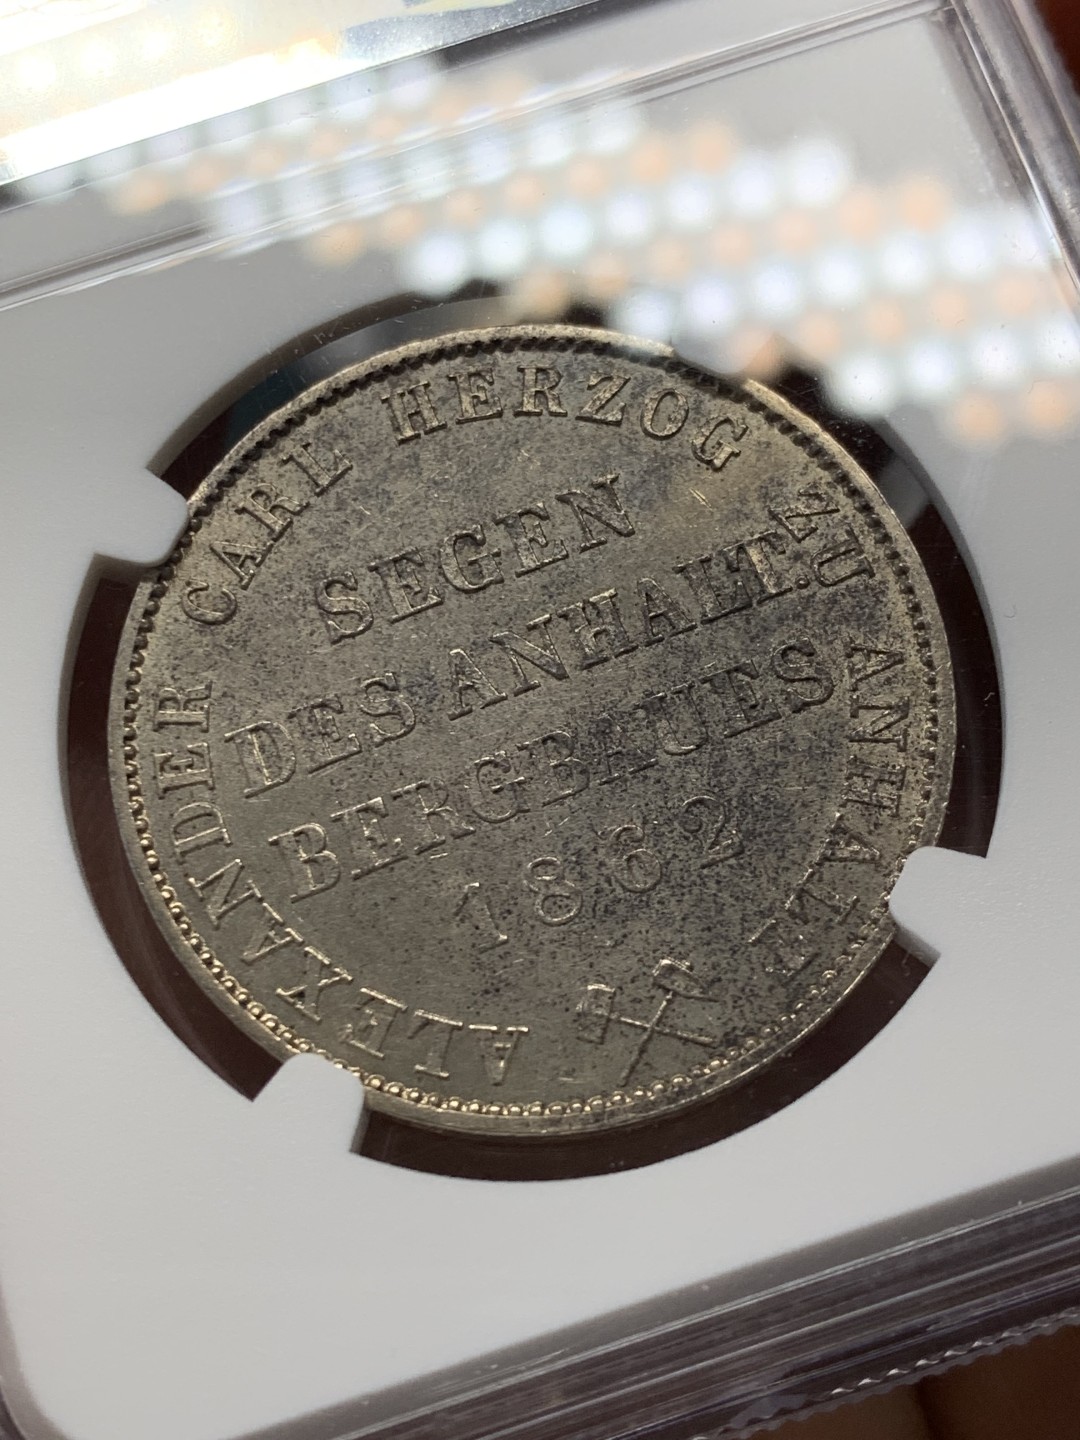 ALEXANDER CARL HERZOG ZU ANHALT
SEGEN
DES ANHALT.
BERGBAUES
1862